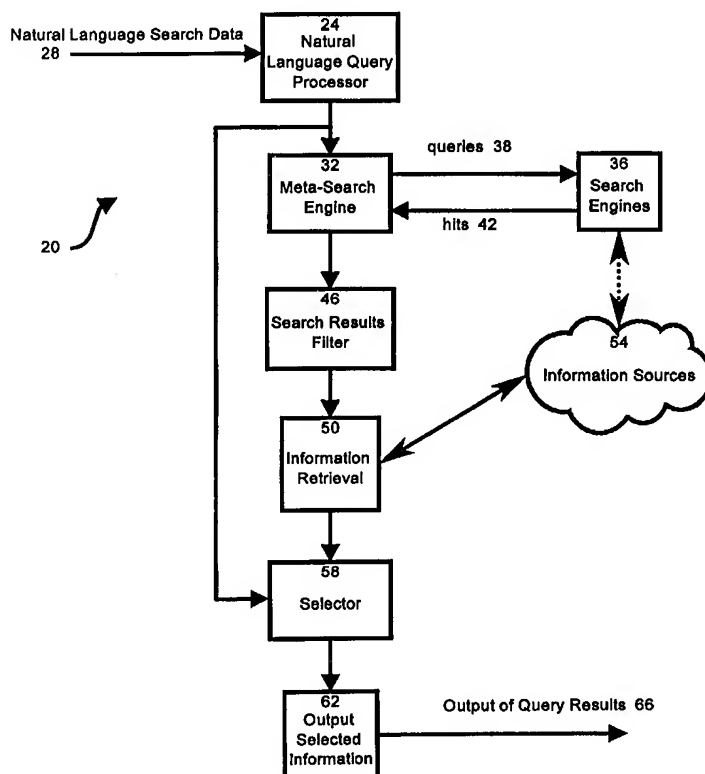 Natural Language Search Data
28
24
Natural
Language Query
Processor
32
Meta-Search
Engine
queries 38
hits 42
36
Search
Engines
20
46
Search Results
Filter
54
Information Sources
50
Information
Retrieval
58
Selector
62
Output
Selected
Information
Output of Query Results 66